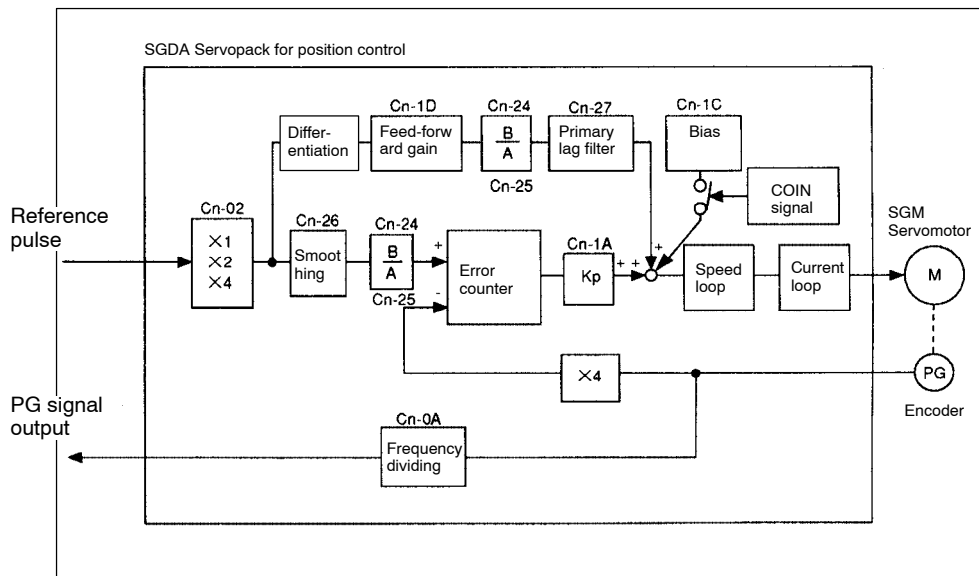 SGDA Servopack for position control
Cn-1D
Cn-24
Cn-27
Cn-1C
Differ-
entiation
Feed-forw
ard gain
B
A
Primary
lag filter
Bias
Cn-25
COIN
signal
Reference
pulse
Cn-02
×1
×2
×4
Cn-26
Smoot
hing
Cn-24
B
A
Cn-25
+
-
Error
counter
Cn-1A
Kp
+ +
+
Speed
loop
Current
loop
SGM
Servomotor
M
×4
PG
Encoder
PG signal
output
Cn-0A
Frequency
dividing